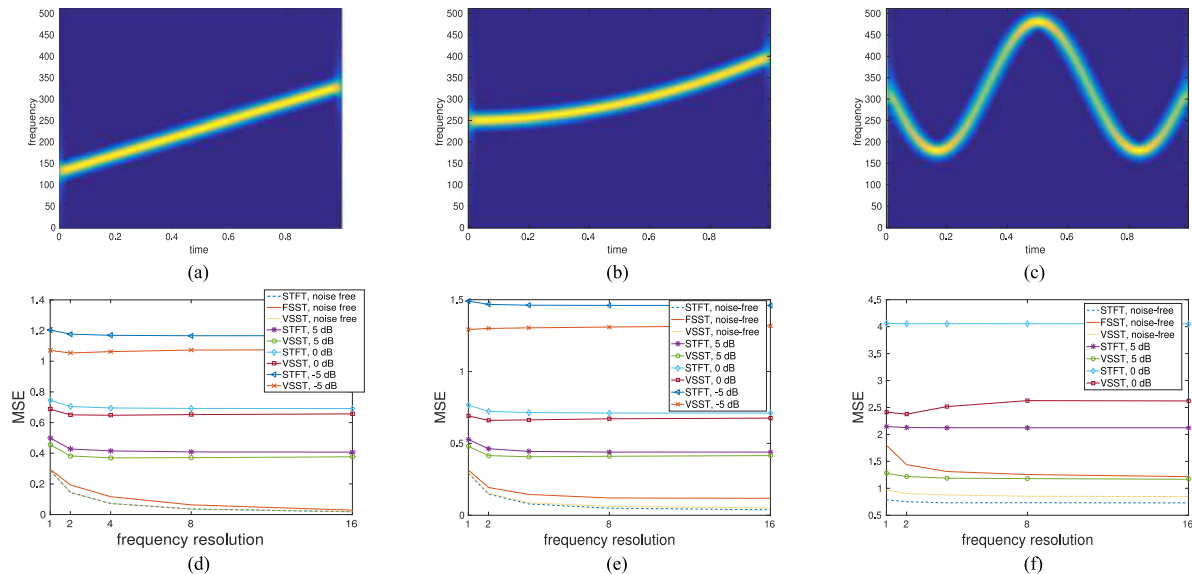 500
450
400
350
300
250
200
150
100
50
0
frequency
0 0.2 0.4 0.6 0.8
time
(a)
500
450
400
350
300
250
200
150
100
50
0
frequency
0 0.2 0.4 0.6 0.8
time
(b)
500
450
400
350
300
250
200
150
100
50
0
frequency
0 0.2 0.4 0.6 0.8
time
(c)
1.4
1.2
1
0.8
0.6
0.4
0.2
0
MSE
STFT, noise free
FSST, noise free
VSST, noise free
STFT, 5 dB
VSST, 5 dB
STFT, 0 dB
VSST, 0 dB
STFT, -5 dB
VSST, -5 dB
1 2 4 8 16
frequency resolution
(d)
1.5
1
0.5
0
MSE
STFT, noise-free
FSST, noise-free
VSST, noise-free
STFT, 5 dB
VSST, 5 dB
STFT, 0 dB
VSST, 0 dB
STFT, -5 dB
VSST, -5 dB
1 2 8 16
frequency resolution
(e)
4.5
4
3.5
3
2.5
2
1.5
1
0.5
MSE
STFT, noise-free
FSST, noise-free
VSST, noise-free
STFT, 5 dB
VSST, 5 dB
STFT, 0 dB
VSST, 0 dB
1 2 8 16
frequency resolution
(f)